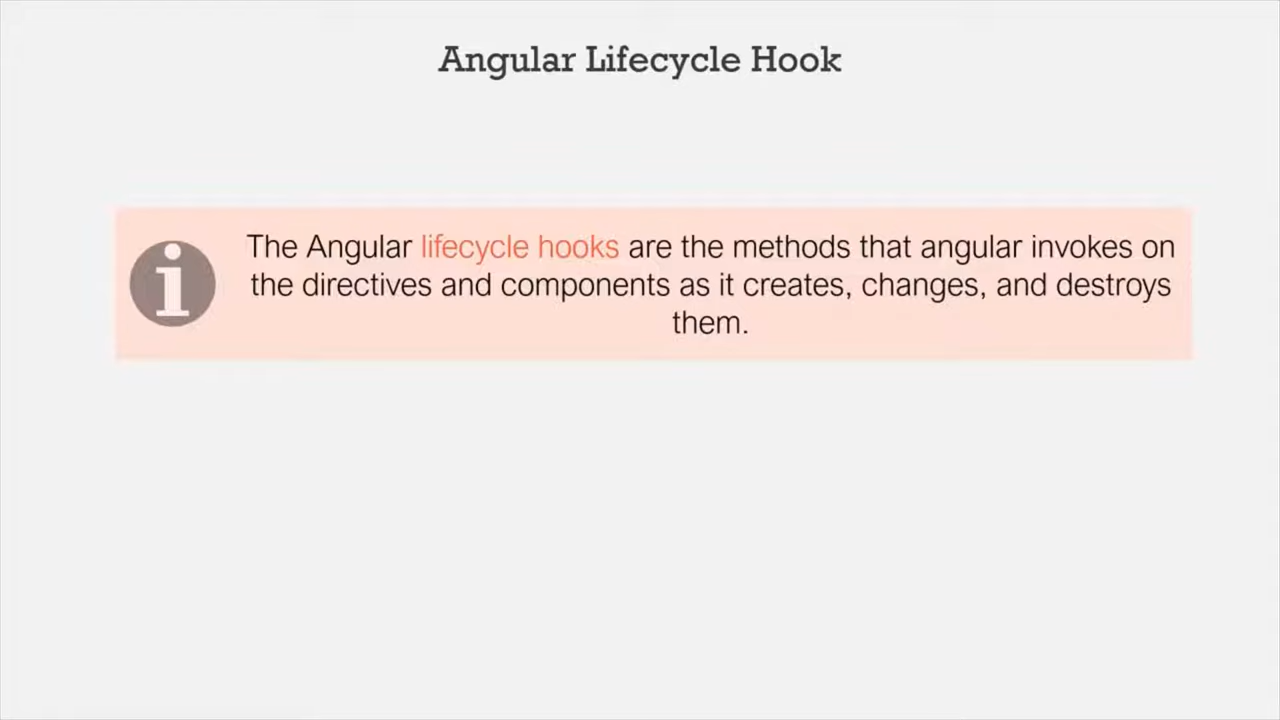 Angular Lifecycle Hook
The Angular lifecycle hooks are the methods that angular invokes on
the directives and components as it creates, changes, and destroys
them.